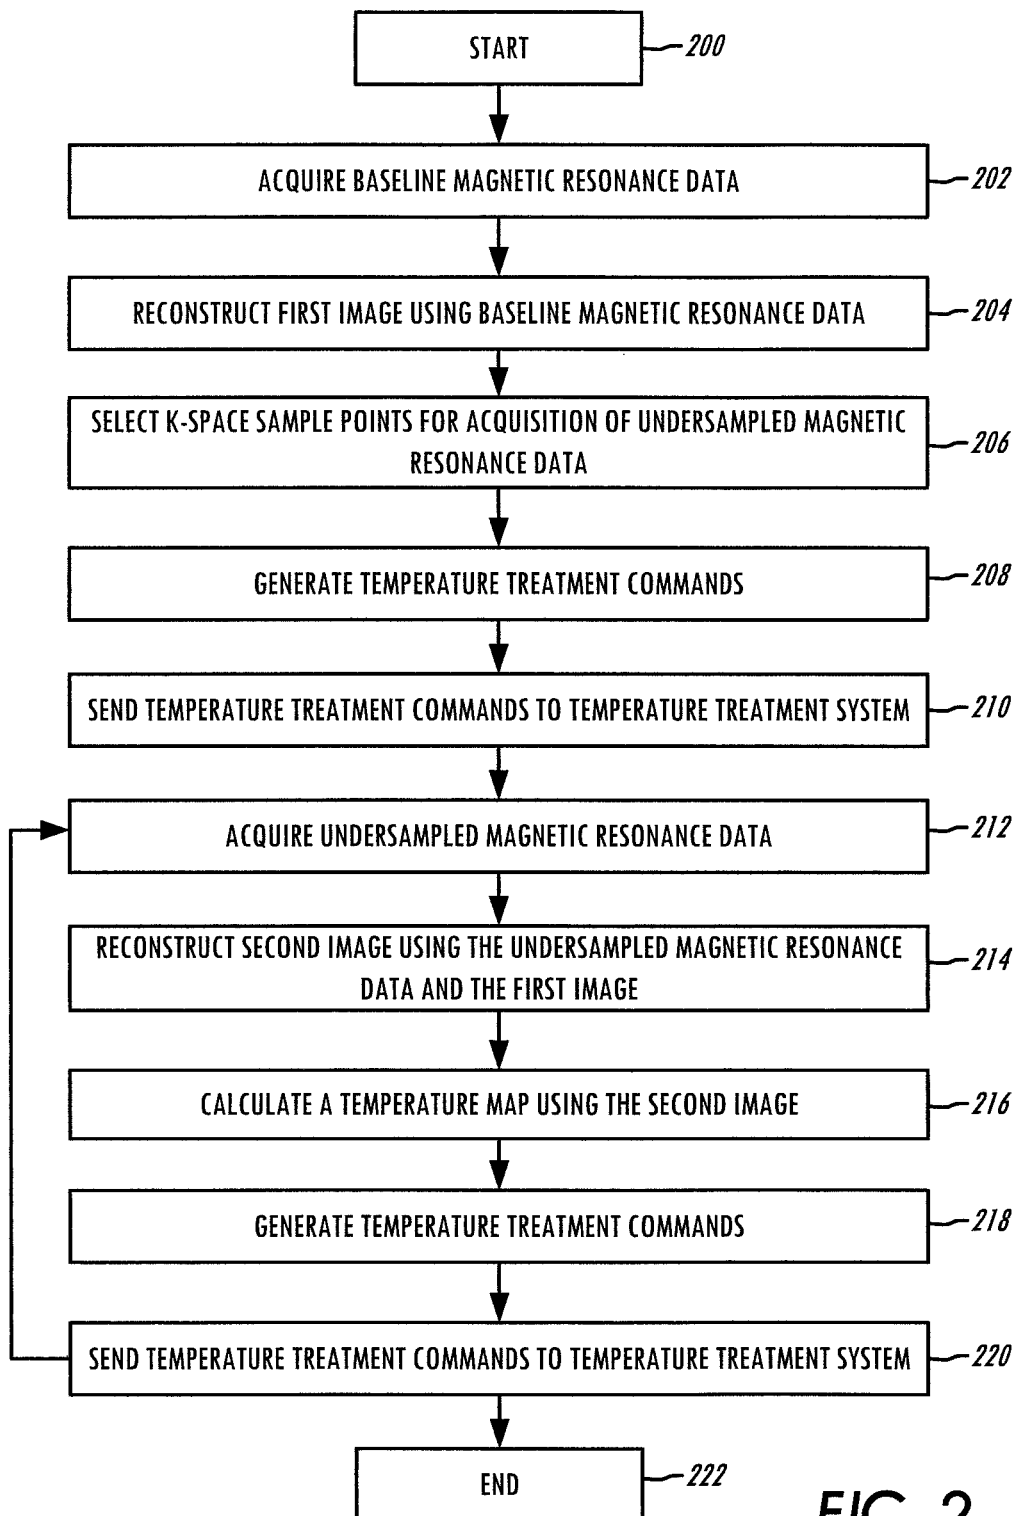 START
200
ACQUIRE BASELINE MAGNETIC RESONANCE DATA
202
RECONSTRUCT FIRST IMAGE USING BASELINE MAGNETIC RESONANCE DATA
204
SELECT K-SPACE SAMPLE POINTS FOR ACQUISITION OF UNDERSAMPLED MAGNETIC
RESONANCE DATA
206
GENERATE TEMPERATURE TREATMENT COMMANDS
208
SEND TEMPERATURE TREATMENT COMMANDS TO TEMPERATURE TREATMENT SYSTEM
210
ACQUIRE UNDERSAMPLED MAGNETIC RESONANCE DATA
212
RECONSTRUCT SECOND IMAGE USING THE UNDERSAMPLED MAGNETIC RESONANCE
DATA AND THE FIRST IMAGE
214
CALCULATE A TEMPERATURE MAP USING THE SECOND IMAGE
216
GENERATE TEMPERATURE TREATMENT COMMANDS
218
SEND TEMPERATURE TREATMENT COMMANDS TO TEMPERATURE TREATMENT SYSTEM
220
END
222
FIG. 2